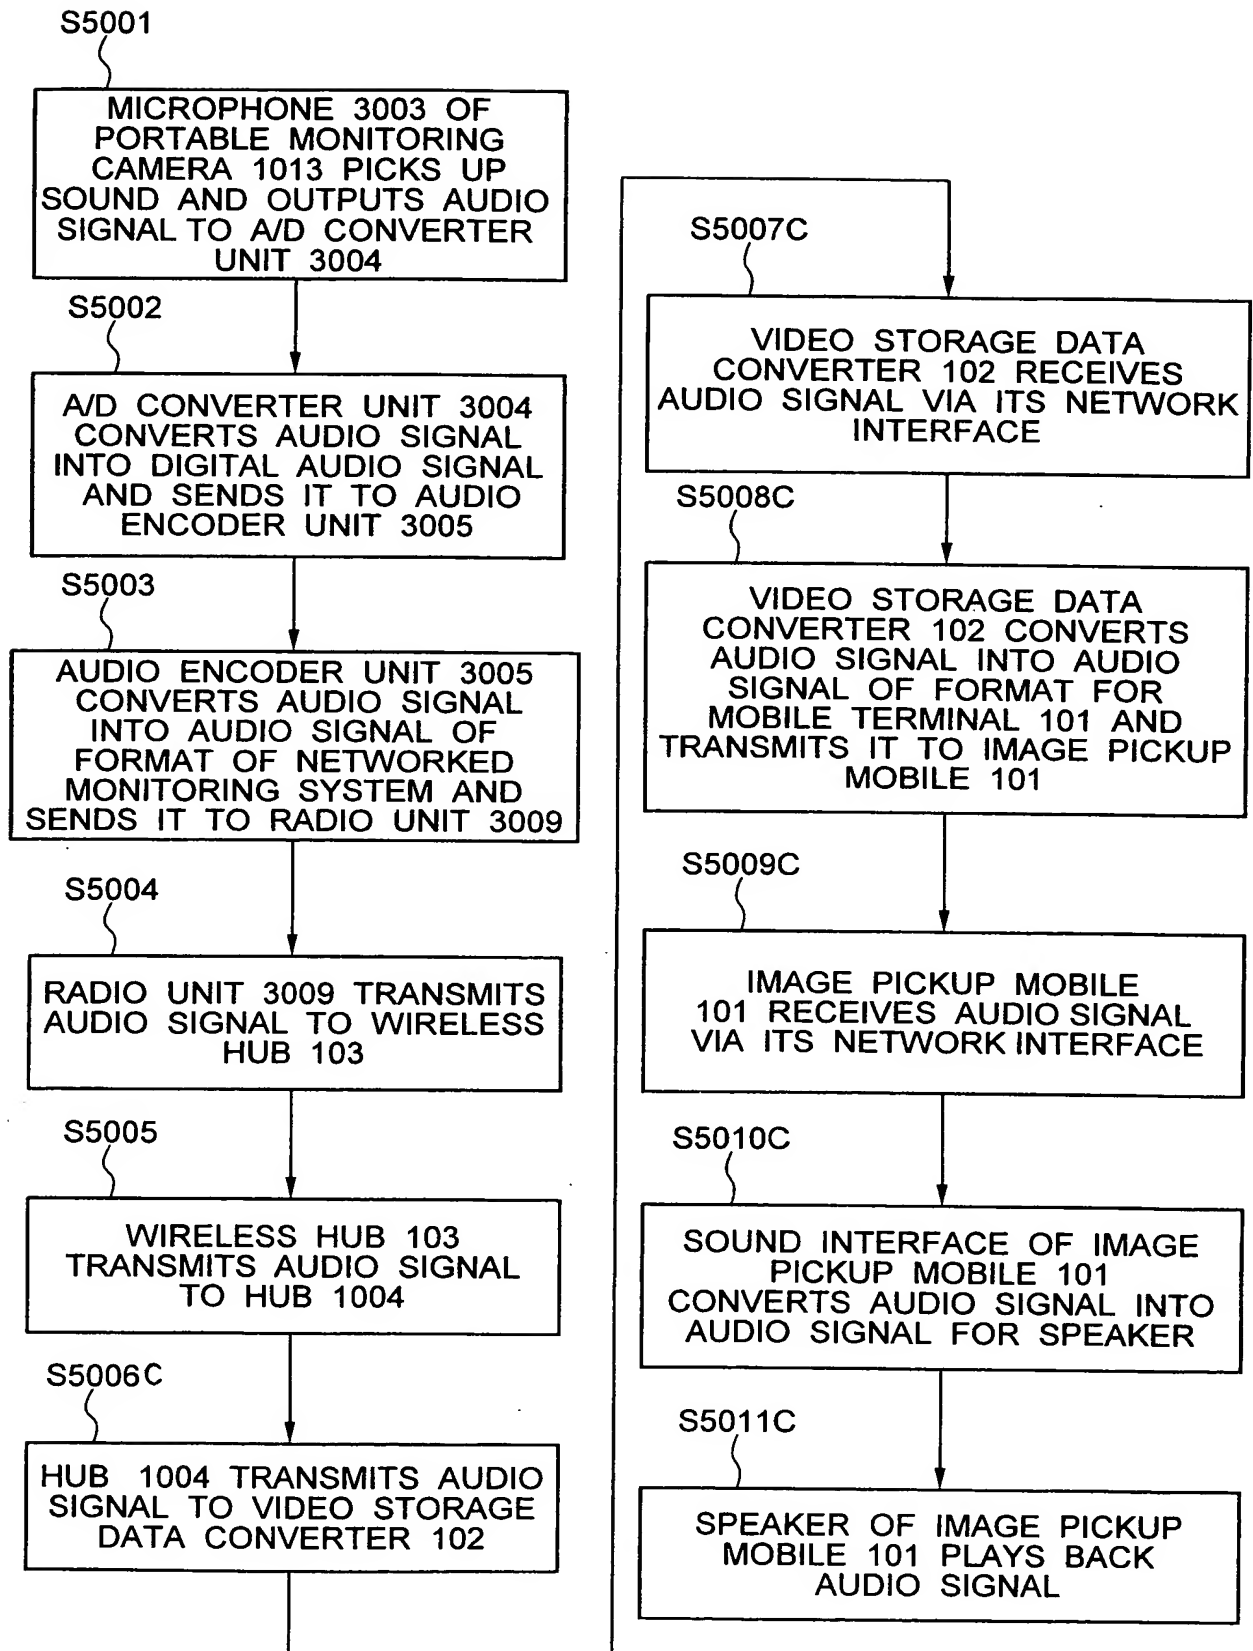 S5001
MICROPHONE 3003 OF
PORTABLE MONITORING
CAMERA 1013 PICKS UP
SOUND AND OUTPUTS AUDIO
SIGNAL TO A/D CONVERTER
UNIT 3004
S5002
A/D CONVERTER UNIT 3004
CONVERTS AUDIO SIGNAL
INTO DIGITAL AUDIO SIGNAL
AND SENDS IT TO AUDIO
ENCODER UNIT 3005
S5003
AUDIO ENCODER UNIT 3005
CONVERTS AUDIO SIGNAL
INTO AUDIO SIGNAL OF
FORMAT OF NETWORKED
MONITORING SYSTEM AND
SENDS IT TO RADIO UNIT 3009
S5004
RADIO UNIT 3009 TRANSMITS
AUDIO SIGNAL TO WIRELESS
HUB 103
S5005
WIRELESS HUB 103
TRANSMITS AUDIO SIGNAL
TO HUB 1004
S5006C
HUB 1004 TRANSMITS AUDIO
SIGNAL TO VIDEO STORAGE
DATA CONVERTER 102
S5007C
VIDEO STORAGE DATA
CONVERTER 102 RECEIVES
AUDIO SIGNAL VIA ITS NETWORK
INTERFACE
S5008C
VIDEO STORAGE DATA
CONVERTER 102 CONVERTS
AUDIO SIGNAL INTO AUDIO
SIGNAL OF FORMAT FOR
MOBILE TERMINAL 101 AND
TRANSMITS IT TO IMAGE PICKUP
MOBILE 101
S5009C
IMAGE PICKUP MOBILE
101 RECEIVES AUDIO SIGNAL
VIA ITS NETWORK INTERFACE
S5010C
SOUND INTERFACE OF IMAGE
PICKUP MOBILE 101
CONVERTS AUDIO SIGNAL INTO
AUDIO SIGNAL FOR SPEAKER
S5011C
SPEAKER OF IMAGE PICKUP
MOBILE 101 PLAYS BACK
AUDIO SIGNAL